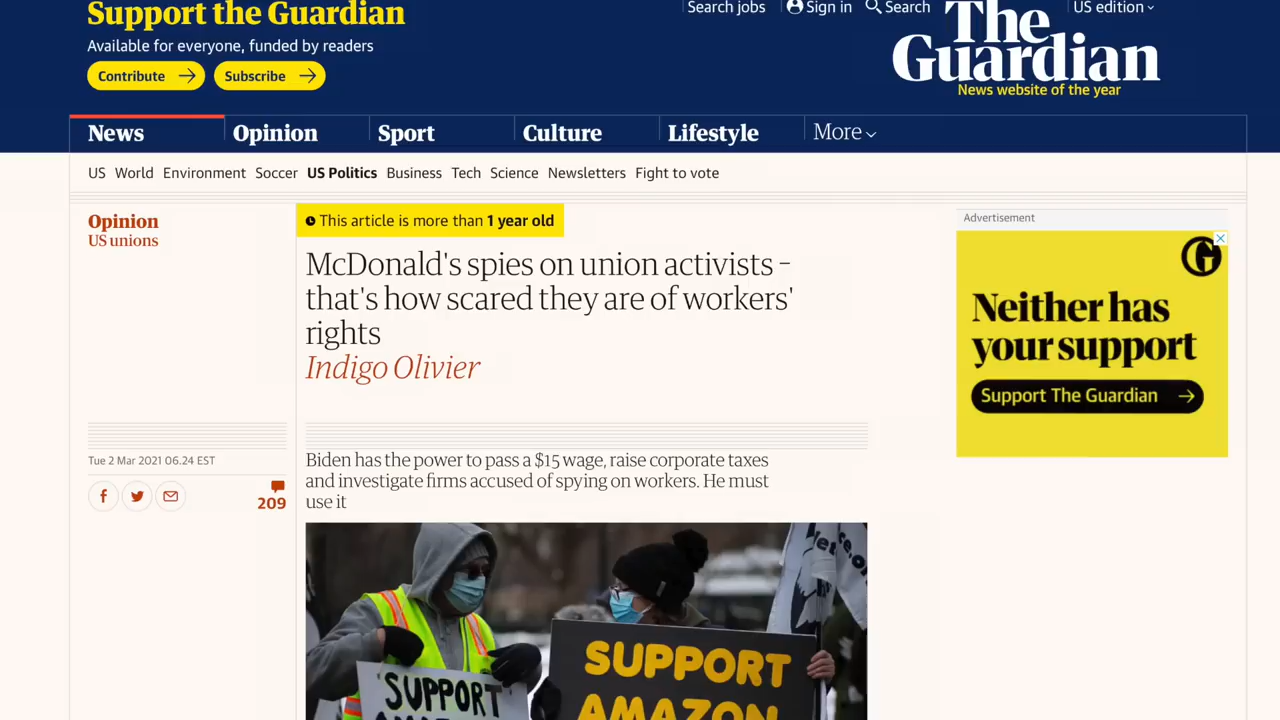 Support the Guardian
Available for everyone, funded by readers
Contribute
Subscribe
Search jobs
Sign in
Search
US edition
The
Guardian
News website of the year
News
Opinion
Sport
Culture
Lifestyle
More
US
World
Environment
Soccer
US Politics
Business
Tech
Science
Newsletters
Fight to vote
Opinion
US unions
This article is more than 1 year old
McDonald's spies on union activists –
that's how scared they are of workers'
rights
Indigo Olivier
Tue 2 Mar 2021 06.24 EST
209
Biden has the power to pass a $15 wage, raise corporate taxes
and investigate firms accused of spying on workers. He must
use it
SUPPORT
SUPPORT
AMAZON
Advertisement
G
Neither has
your support
Support The Guardian